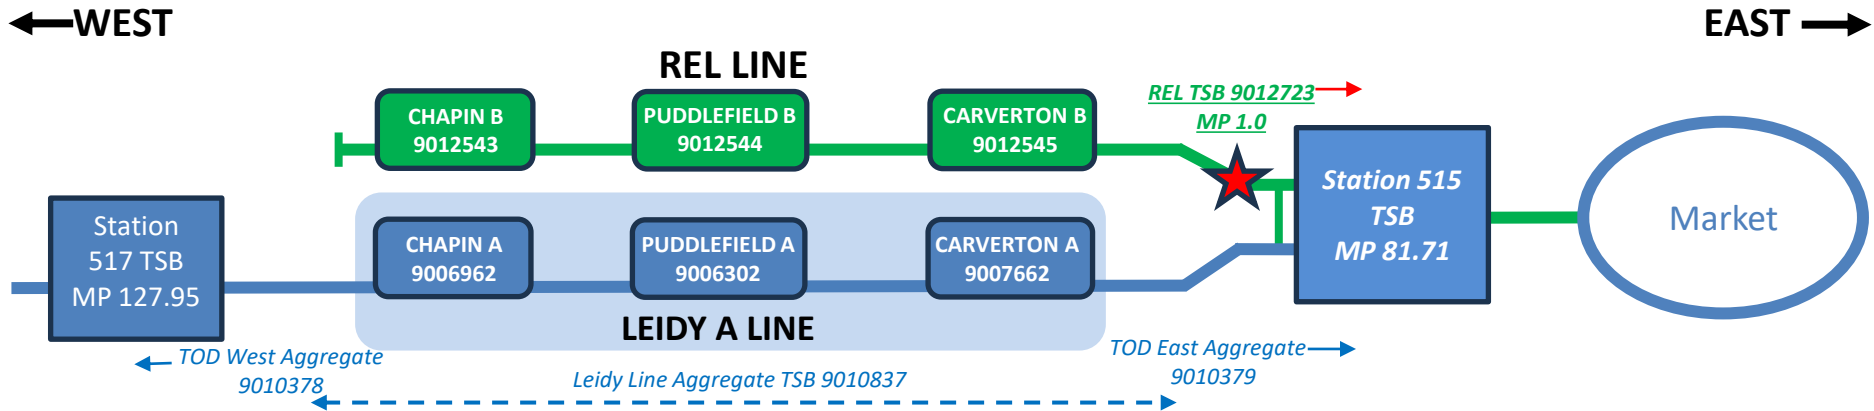 WEST
EAST
REL LINE
CHAPIN B
9012543
PUDDLEFIELD B
9012544
CARVERTON B
9012545
REL TSB 9012723
MP 1.0
Station
517 TSB
MP 127.95
CHAPIN A
9006962
PUDDLEFIELD A
9006302
CARVERTON A
9007662
Station 515
TSB
MP 81.71
Market
LEIDY A LINE
TOD West Aggregate
9010378
Leidy Line Aggregate TSB 9010837
TOD East Aggregate
9010379